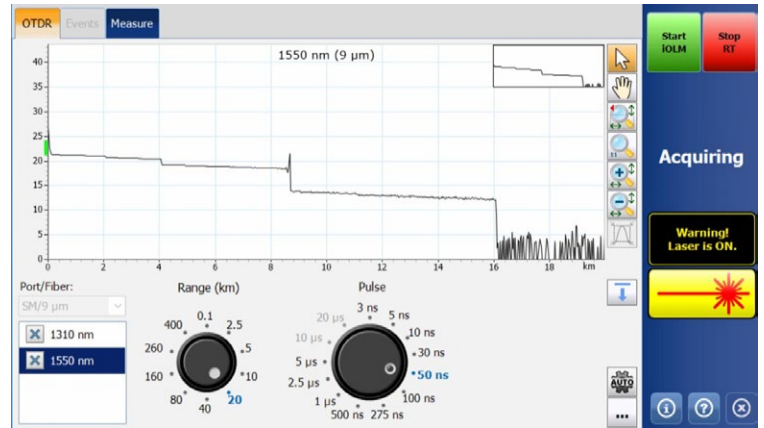 OTDR Events Measure
1550 nm (9 µm)
40
35
30
25
20
15
10
5
0
0 2 4 6 8 10 12 14 16 18 km
Port/Fiber:
SM/9 µm
1310 nm
1550 nm
Range (km)
0.1
2.5
5
10
20
40
80
160
260
400
Pulse
3 ns
5 ns
10 ns
30 ns
50 ns
100 ns
275 ns
500 ns
1 µs
2.5 µs
5 µs
10 µs
20 µs
1:1
AUTO
...
Start
iOLM
Stop
RT
Acquiring
Warning!
Laser is ON.